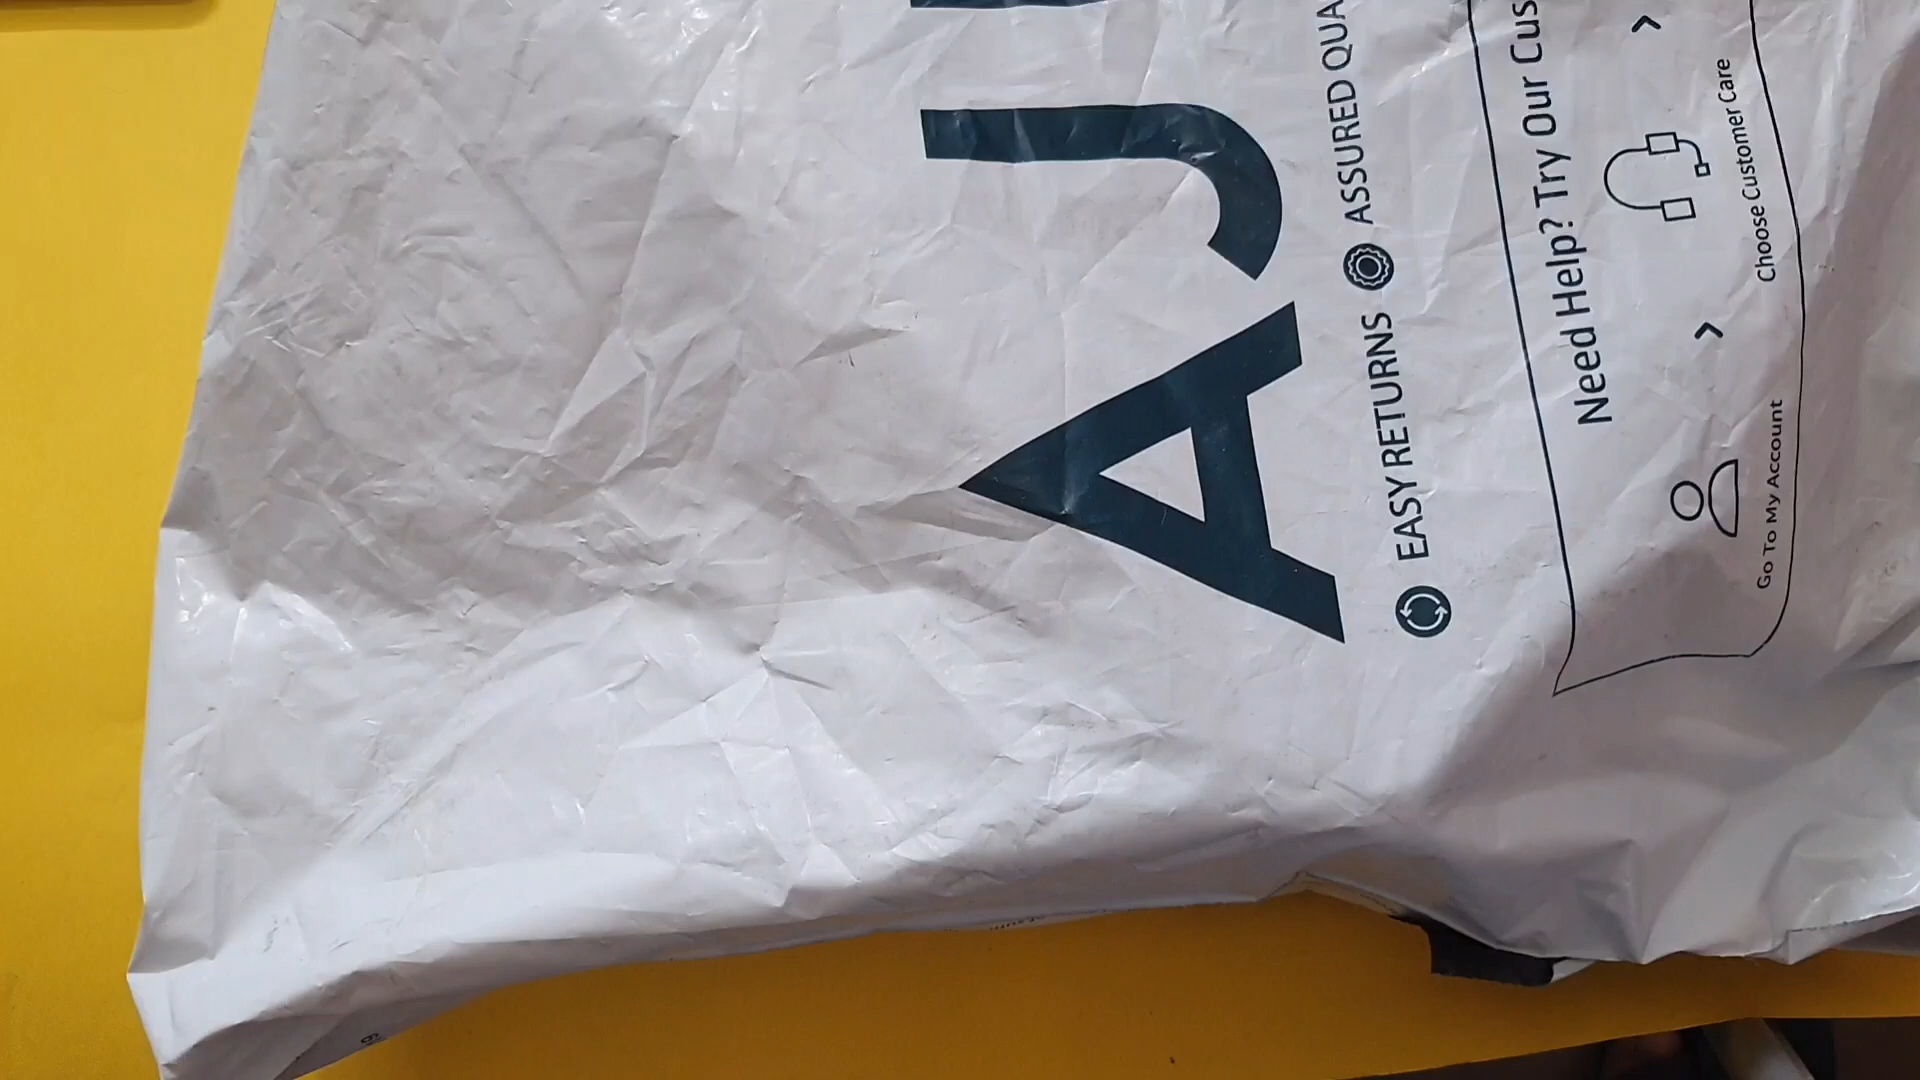 AJ
EASY RETURNS ASSURED QUA
Need Help? Try Our Cus
Go To My Account > Choose Customer Care >